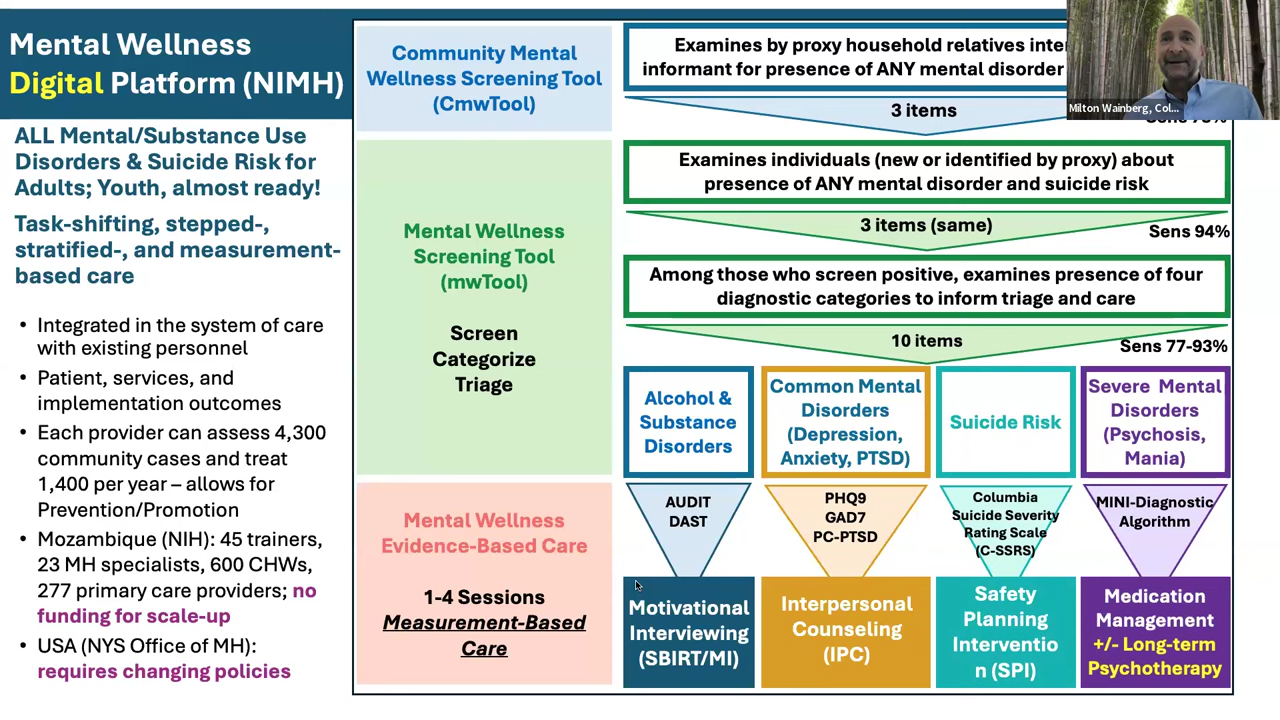 Mental Wellness
Digital Platform (NIMH)
ALL Mental/Substance Use
Disorders & Suicide Risk for
Adults; Youth, almost ready!
Task-shifting, stepped-,
stratified-, and measurement-
based care
• Integrated in the system of care
with existing personnel
• Patient, services, and
implementation outcomes
• Each provider can assess 4,300
community cases and treat
1,400 per year – allows for
Prevention/Promotion
• Mozambique (NIH): 45 trainers,
23 MH specialists, 600 CHWs,
277 primary care providers; no
funding for scale-up
• USA (NYS Office of MH):
requires changing policies
Community Mental
Wellness Screening Tool
(CmwTool)
Examines by proxy household relatives
informant for presence of ANY mental disorder
3 items
Milton Wainberg, Col...
Mental Wellness
Screening Tool
(mwTool)
Screen
Categorize
Triage
Examines individuals (new or identified by proxy) about
presence of ANY mental disorder and suicide risk
3 items (same)
Sens 94%
Among those who screen positive, examines presence of four
diagnostic categories to inform triage and care
10 items
Sens 77-93%
Alcohol &
Substance
Disorders
Common Mental
Disorders
(Depression,
Anxiety, PTSD)
Suicide Risk
Severe Mental
Disorders
(Psychosis,
Mania)
Mental Wellness
Evidence-Based Care
1-4 Sessions
Measurement-Based
Care
AUDIT
DAST
PHQ9
GAD7
PC-PTSD
Columbia
Suicide Severity
Rating Scale
(C-SSRS)
MINI-Diagnostic
Algorithm
Motivational
Interviewing
(SBIRT/MI)
Interpersonal
Counseling
(IPC)
Safety
Planning
Interventio
n (SPI)
Medication
Management
+/- Long-term
Psychotherapy